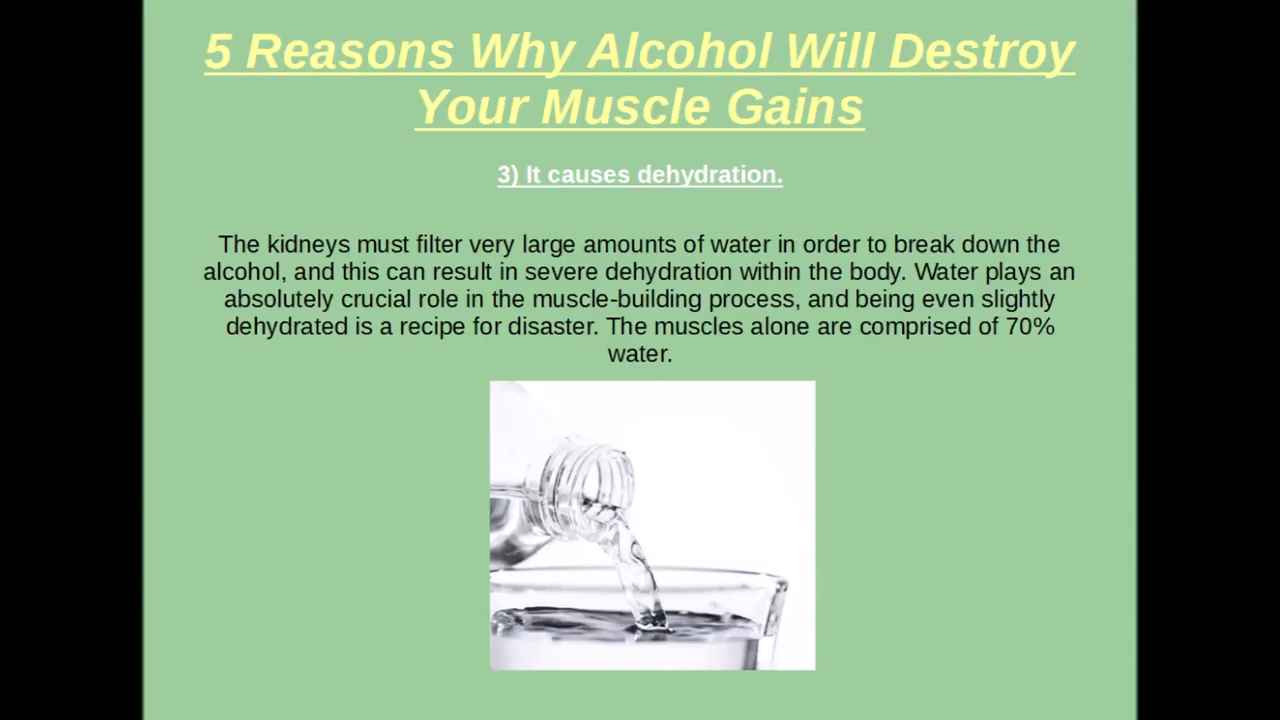 5 Reasons Why Alcohol Will Destroy
Your Muscle Gains
3) It causes dehydration.
The kidneys must filter very large amounts of water in order to break down the
alcohol, and this can result in severe dehydration within the body. Water plays an
absolutely crucial role in the muscle-building process, and being even slightly
dehydrated is a recipe for disaster. The muscles alone are comprised of 70%
water.